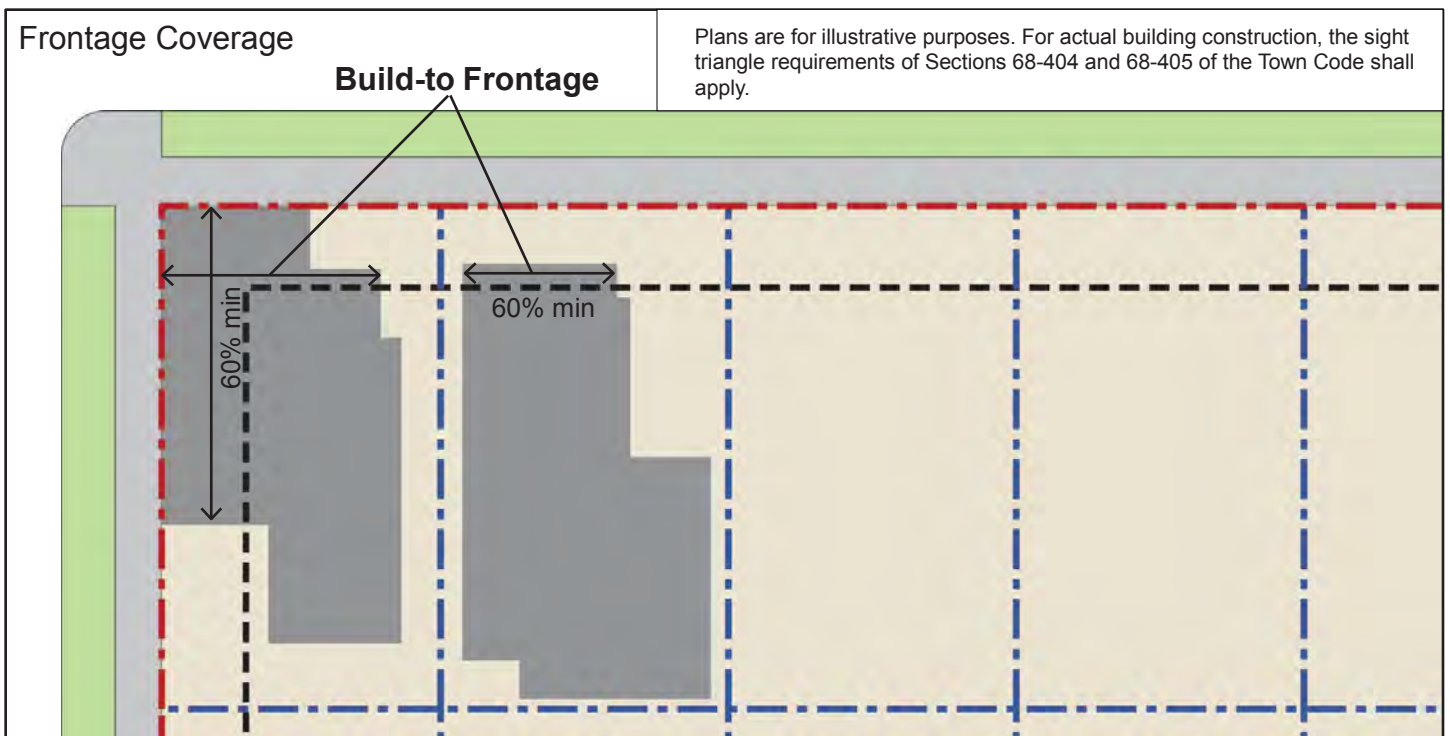 Frontage Coverage
Plans are for illustrative purposes. For actual building construction, the sight
triangle requirements of Sections 68-404 and 68-405 of the Town Code shall
apply.
Build-to Frontage
60% min
60% min